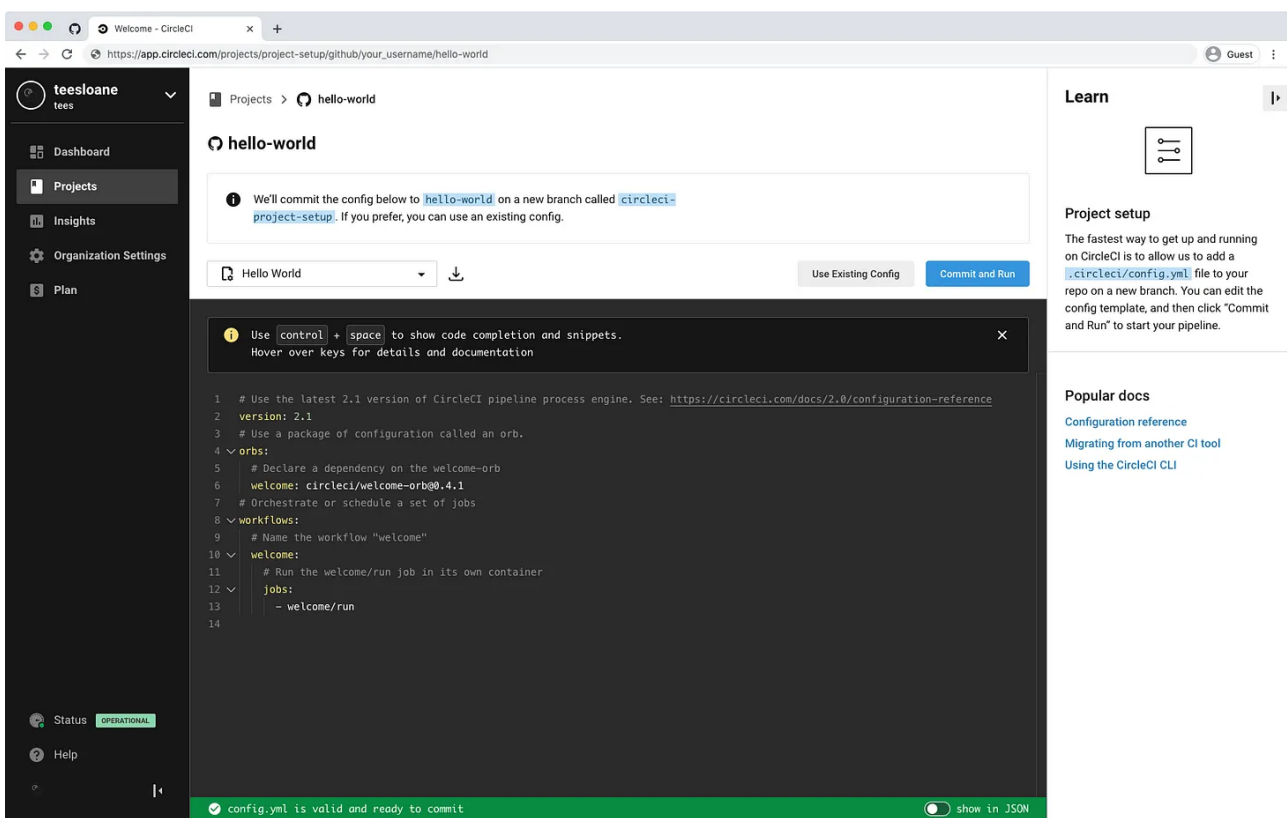 Welcome - CircleCI
https://app.circleci.com/projects/project-setup/github/your_username/hello-world
Guest
teesloane
tees
Dashboard
Projects
Insights
Organization Settings
Plan
Status OPERATIONAL
Help
Projects > hello-world
hello-world
We'll commit the config below to hello-world on a new branch called circleci-
project-setup. If you prefer, you can use an existing config.
Hello World
Use Existing Config
Commit and Run
Use control + space to show code completion and snippets.
Hover over keys for details and documentation
1 # Use the latest 2.1 version of CircleCI pipeline process engine. See: https://circleci.com/docs/2.0/configuration-reference
2 version: 2.1
3 # Use a package of configuration called an orb.
4 orbs:
5 # Declare a dependency on the welcome-orb
6 welcome: circleci/welcome-orb@0.4.1
7 # Orchestrate or schedule a set of jobs
8 workflows:
9 # Name the workflow "welcome"
10 welcome:
11 # Run the welcome/run job in its own container
12 jobs:
13 - welcome/run
14
config.yml is valid and ready to commit
show in JSON
Learn
Project setup
The fastest way to get up and running
on CircleCI is to allow us to add a
.circleci/config.yml file to your
repo on a new branch. You can edit the
config template, and then click "Commit
and Run" to start your pipeline.
Popular docs
Configuration reference
Migrating from another CI tool
Using the CircleCI CLI